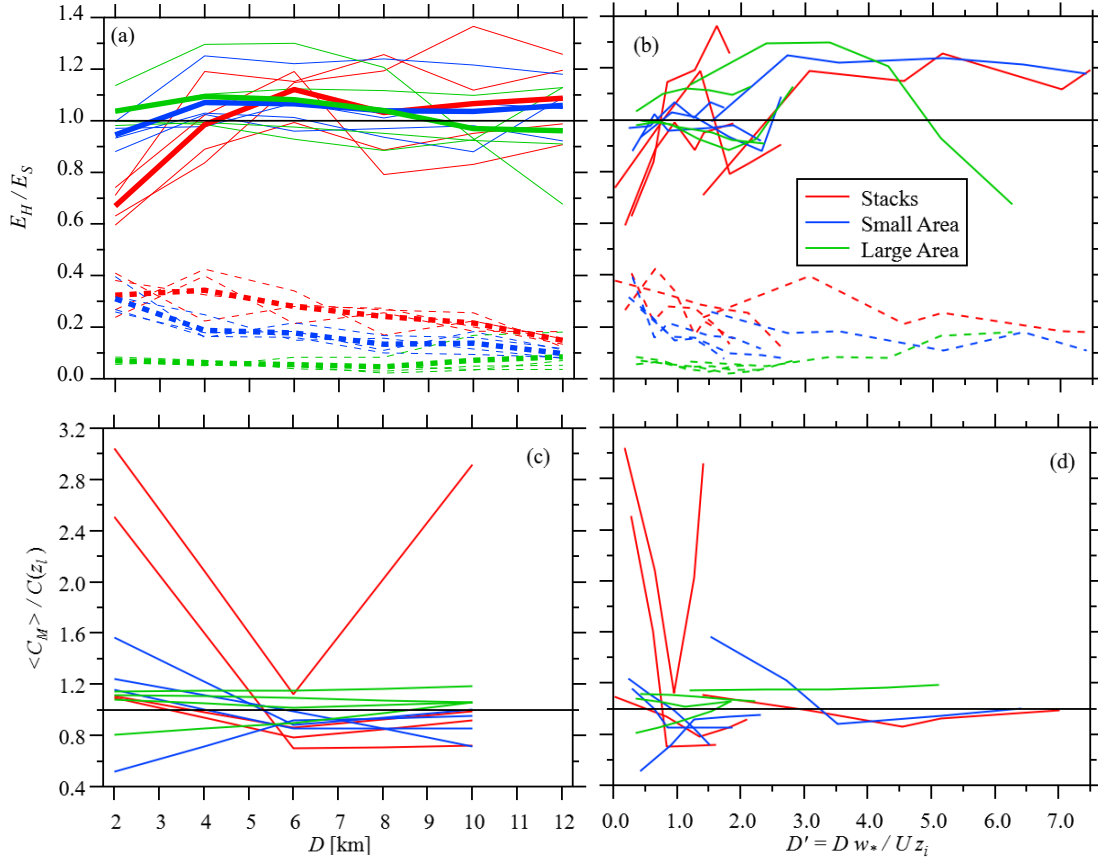 (a)
(b)
1.4
1.2
1.0
0.8
0.6
0.4
0.2
0.0
E_H / E_S
Stacks
Small Area
Large Area
(c)
(d)
3.2
2.8
2.4
2.0
1.6
1.2
0.8
0.4
<C_M> / C(z_l)
2 3 4 5 6 7 8 9 10 11 12
D [km]
0.0 1.0 2.0 3.0 4.0 5.0 6.0 7.0
D' = D w_* / U z_i